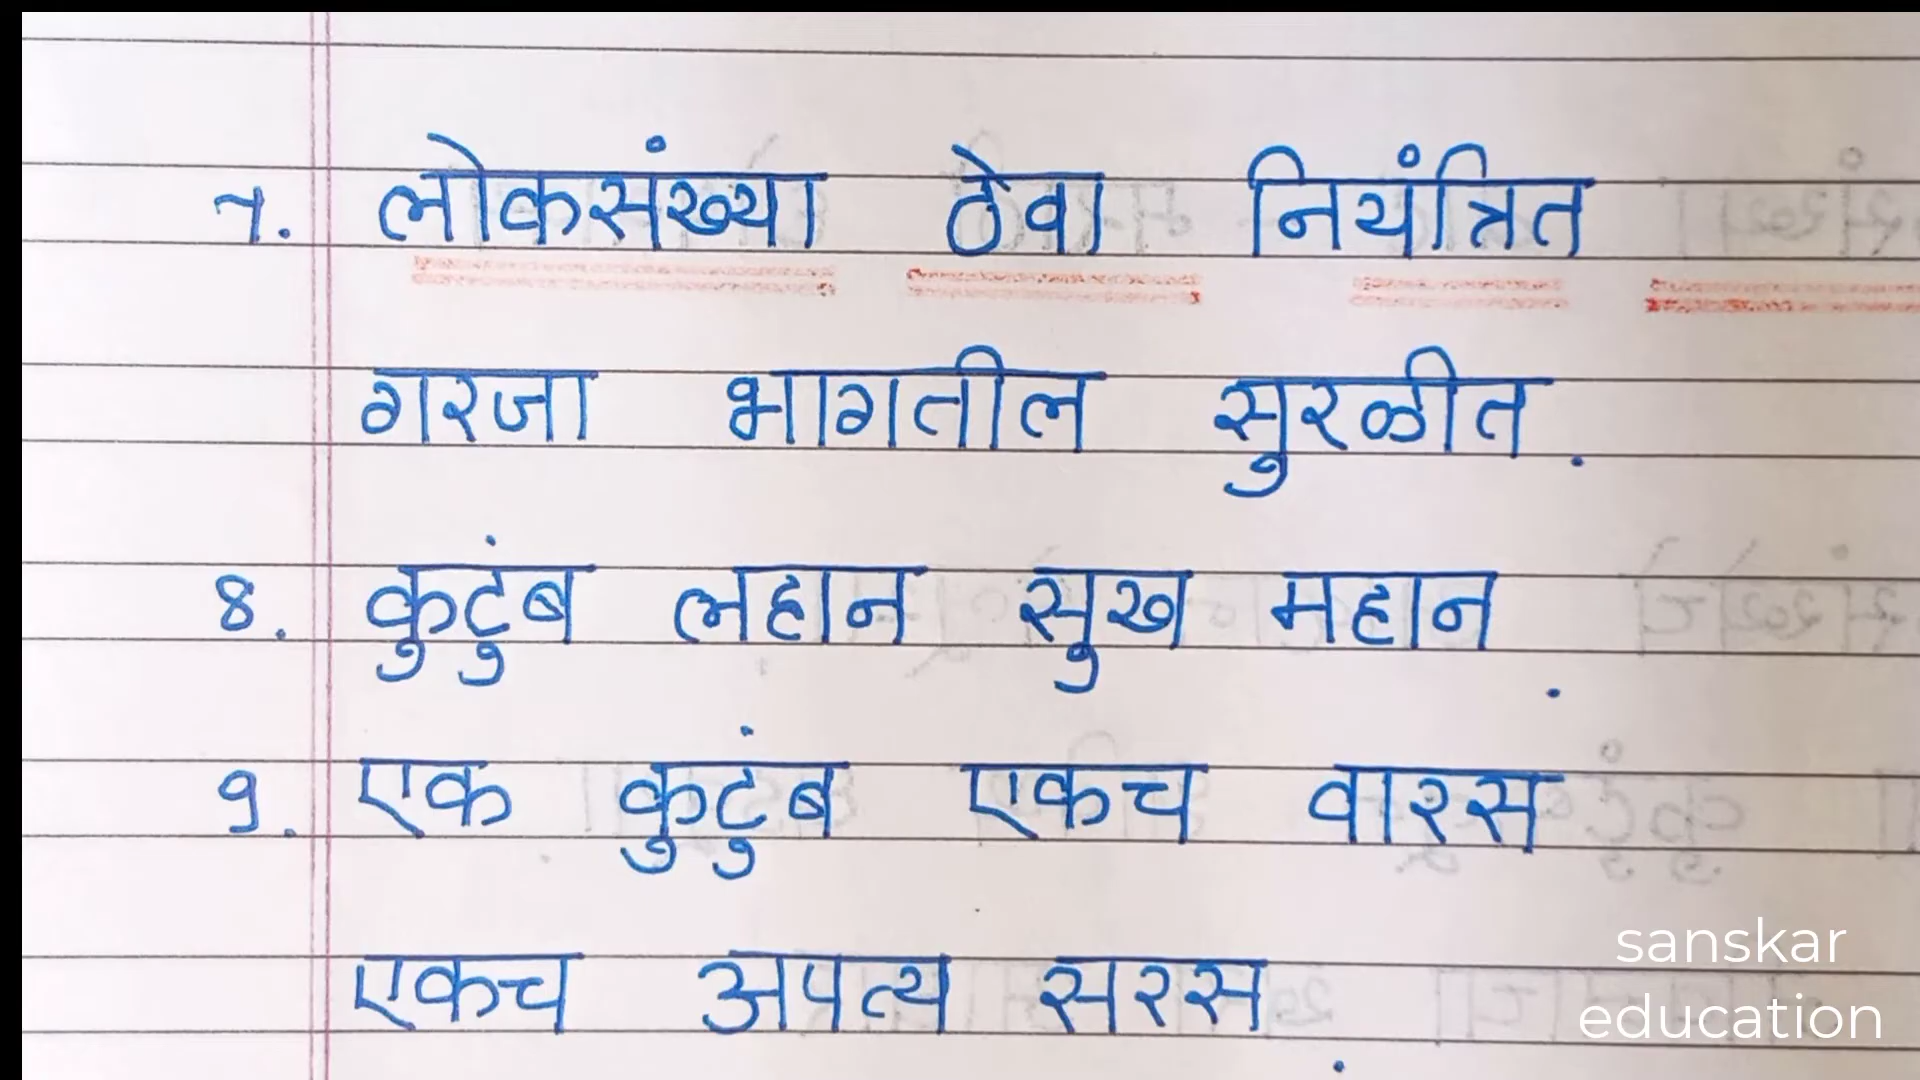 7. लोकसंख्या ठेवा नियंत्रित
गरजा भागतील सुरळीत.
8. कुटुंब लहान सुख महान.
9. एक कुटुंब एकच वारस
एकच अपत्य सरस.
sanskar
education